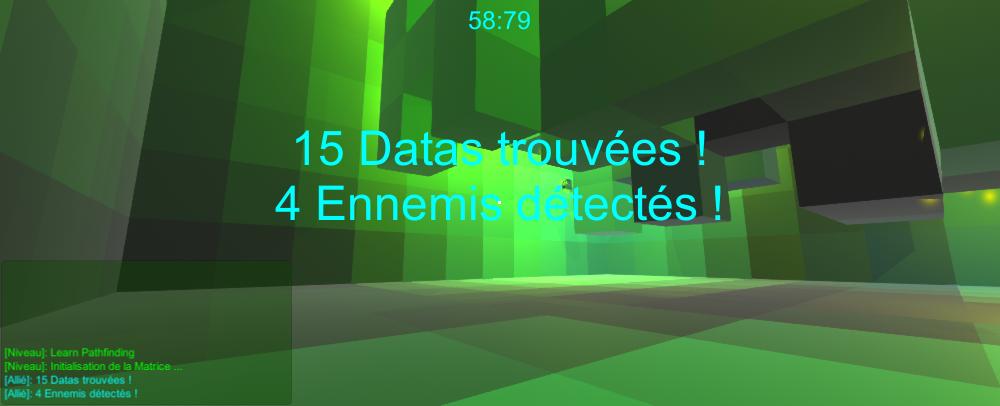 58:79
15 Datas trouvées !
4 Ennemis détectés !
[Niveau]: Learn Pathfinding
[Niveau]: Initialisation de la Matrice ...
[Allié]: 15 Datas trouvées !
[Allié]: 4 Ennemis détectés !